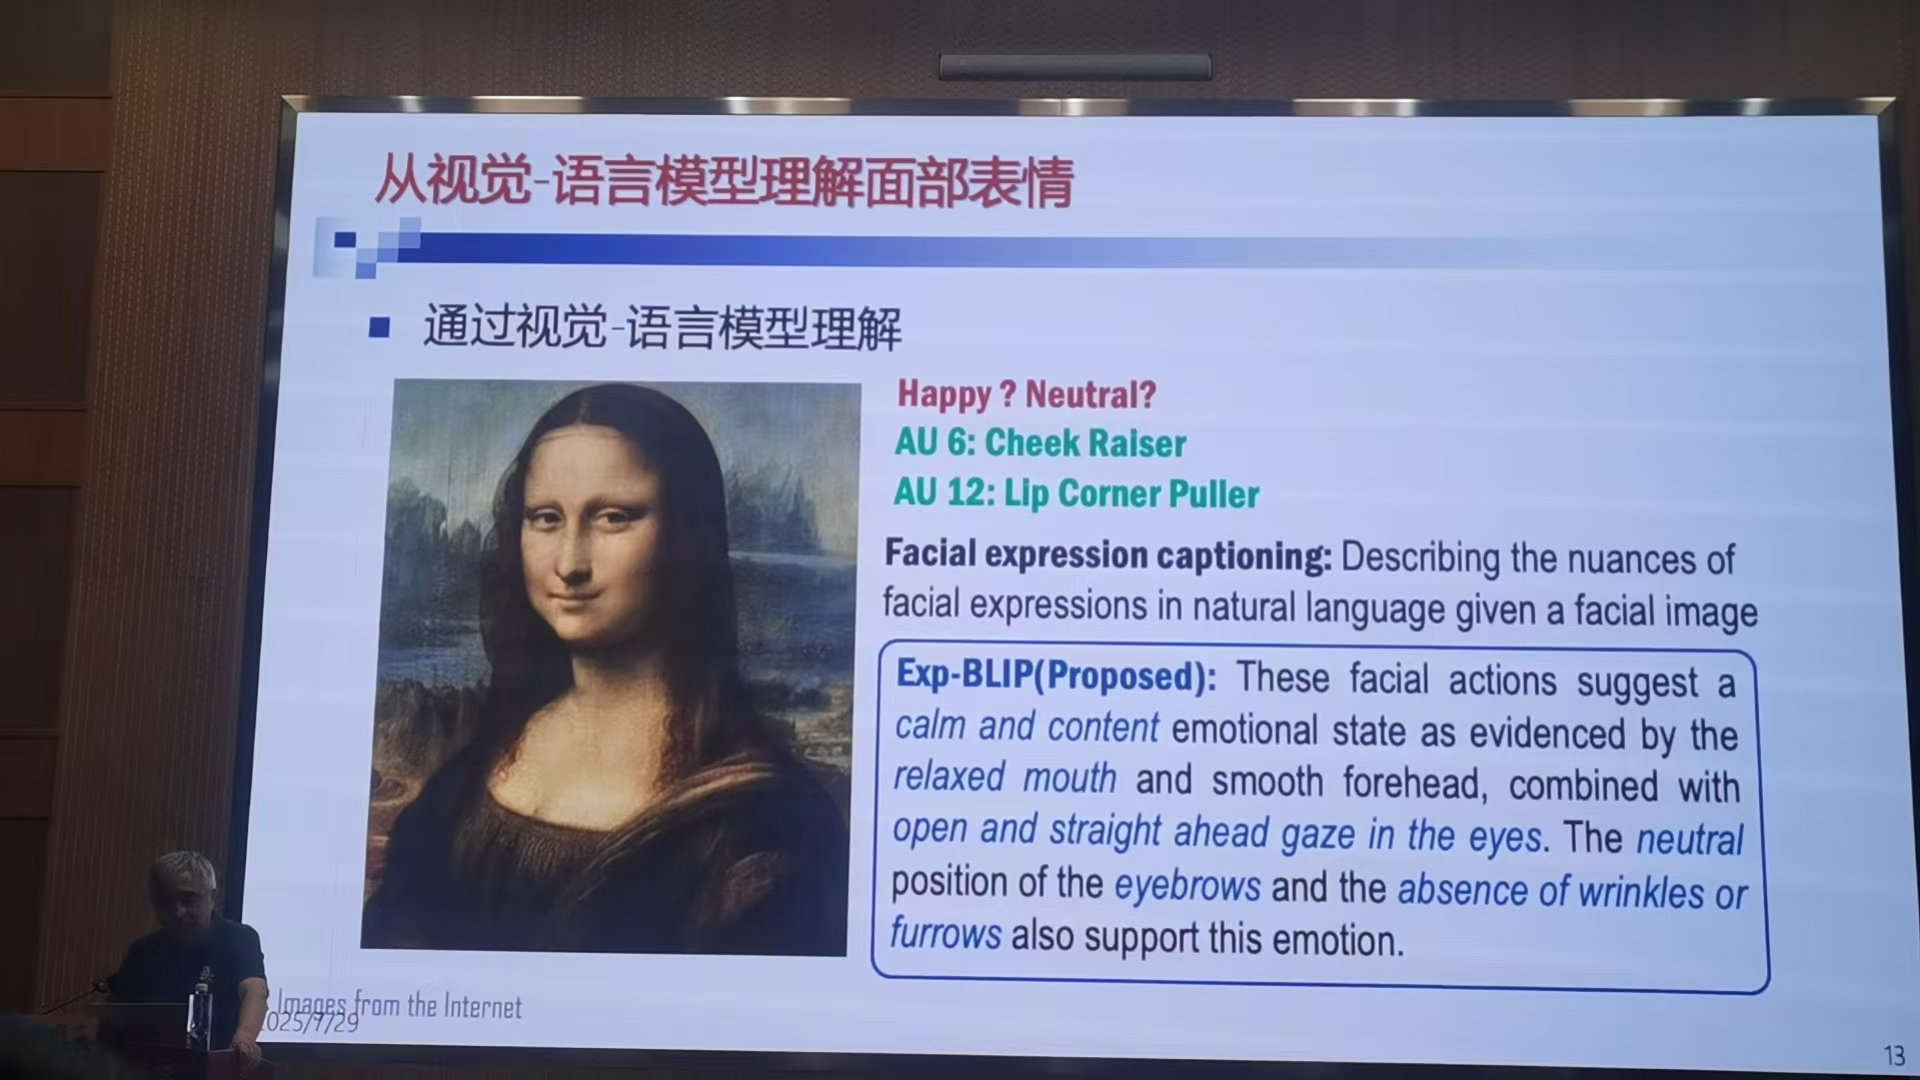 从视觉-语言模型理解面部表情
通过视觉-语言模型理解
Happy ? Neutral?
AU 6: Cheek Raiser
AU 12: Lip Corner Puller
Facial expression captioning: Describing the nuances of
facial expressions in natural language given a facial image
Exp-BLIP(Proposed): These facial actions suggest a
calm and content emotional state as evidenced by the
relaxed mouth and smooth forehead, combined with
open and straight ahead gaze in the eyes. The neutral
position of the eyebrows and the absence of wrinkles or
furrows also support this emotion.
Images from the Internet
2025/7/29
13